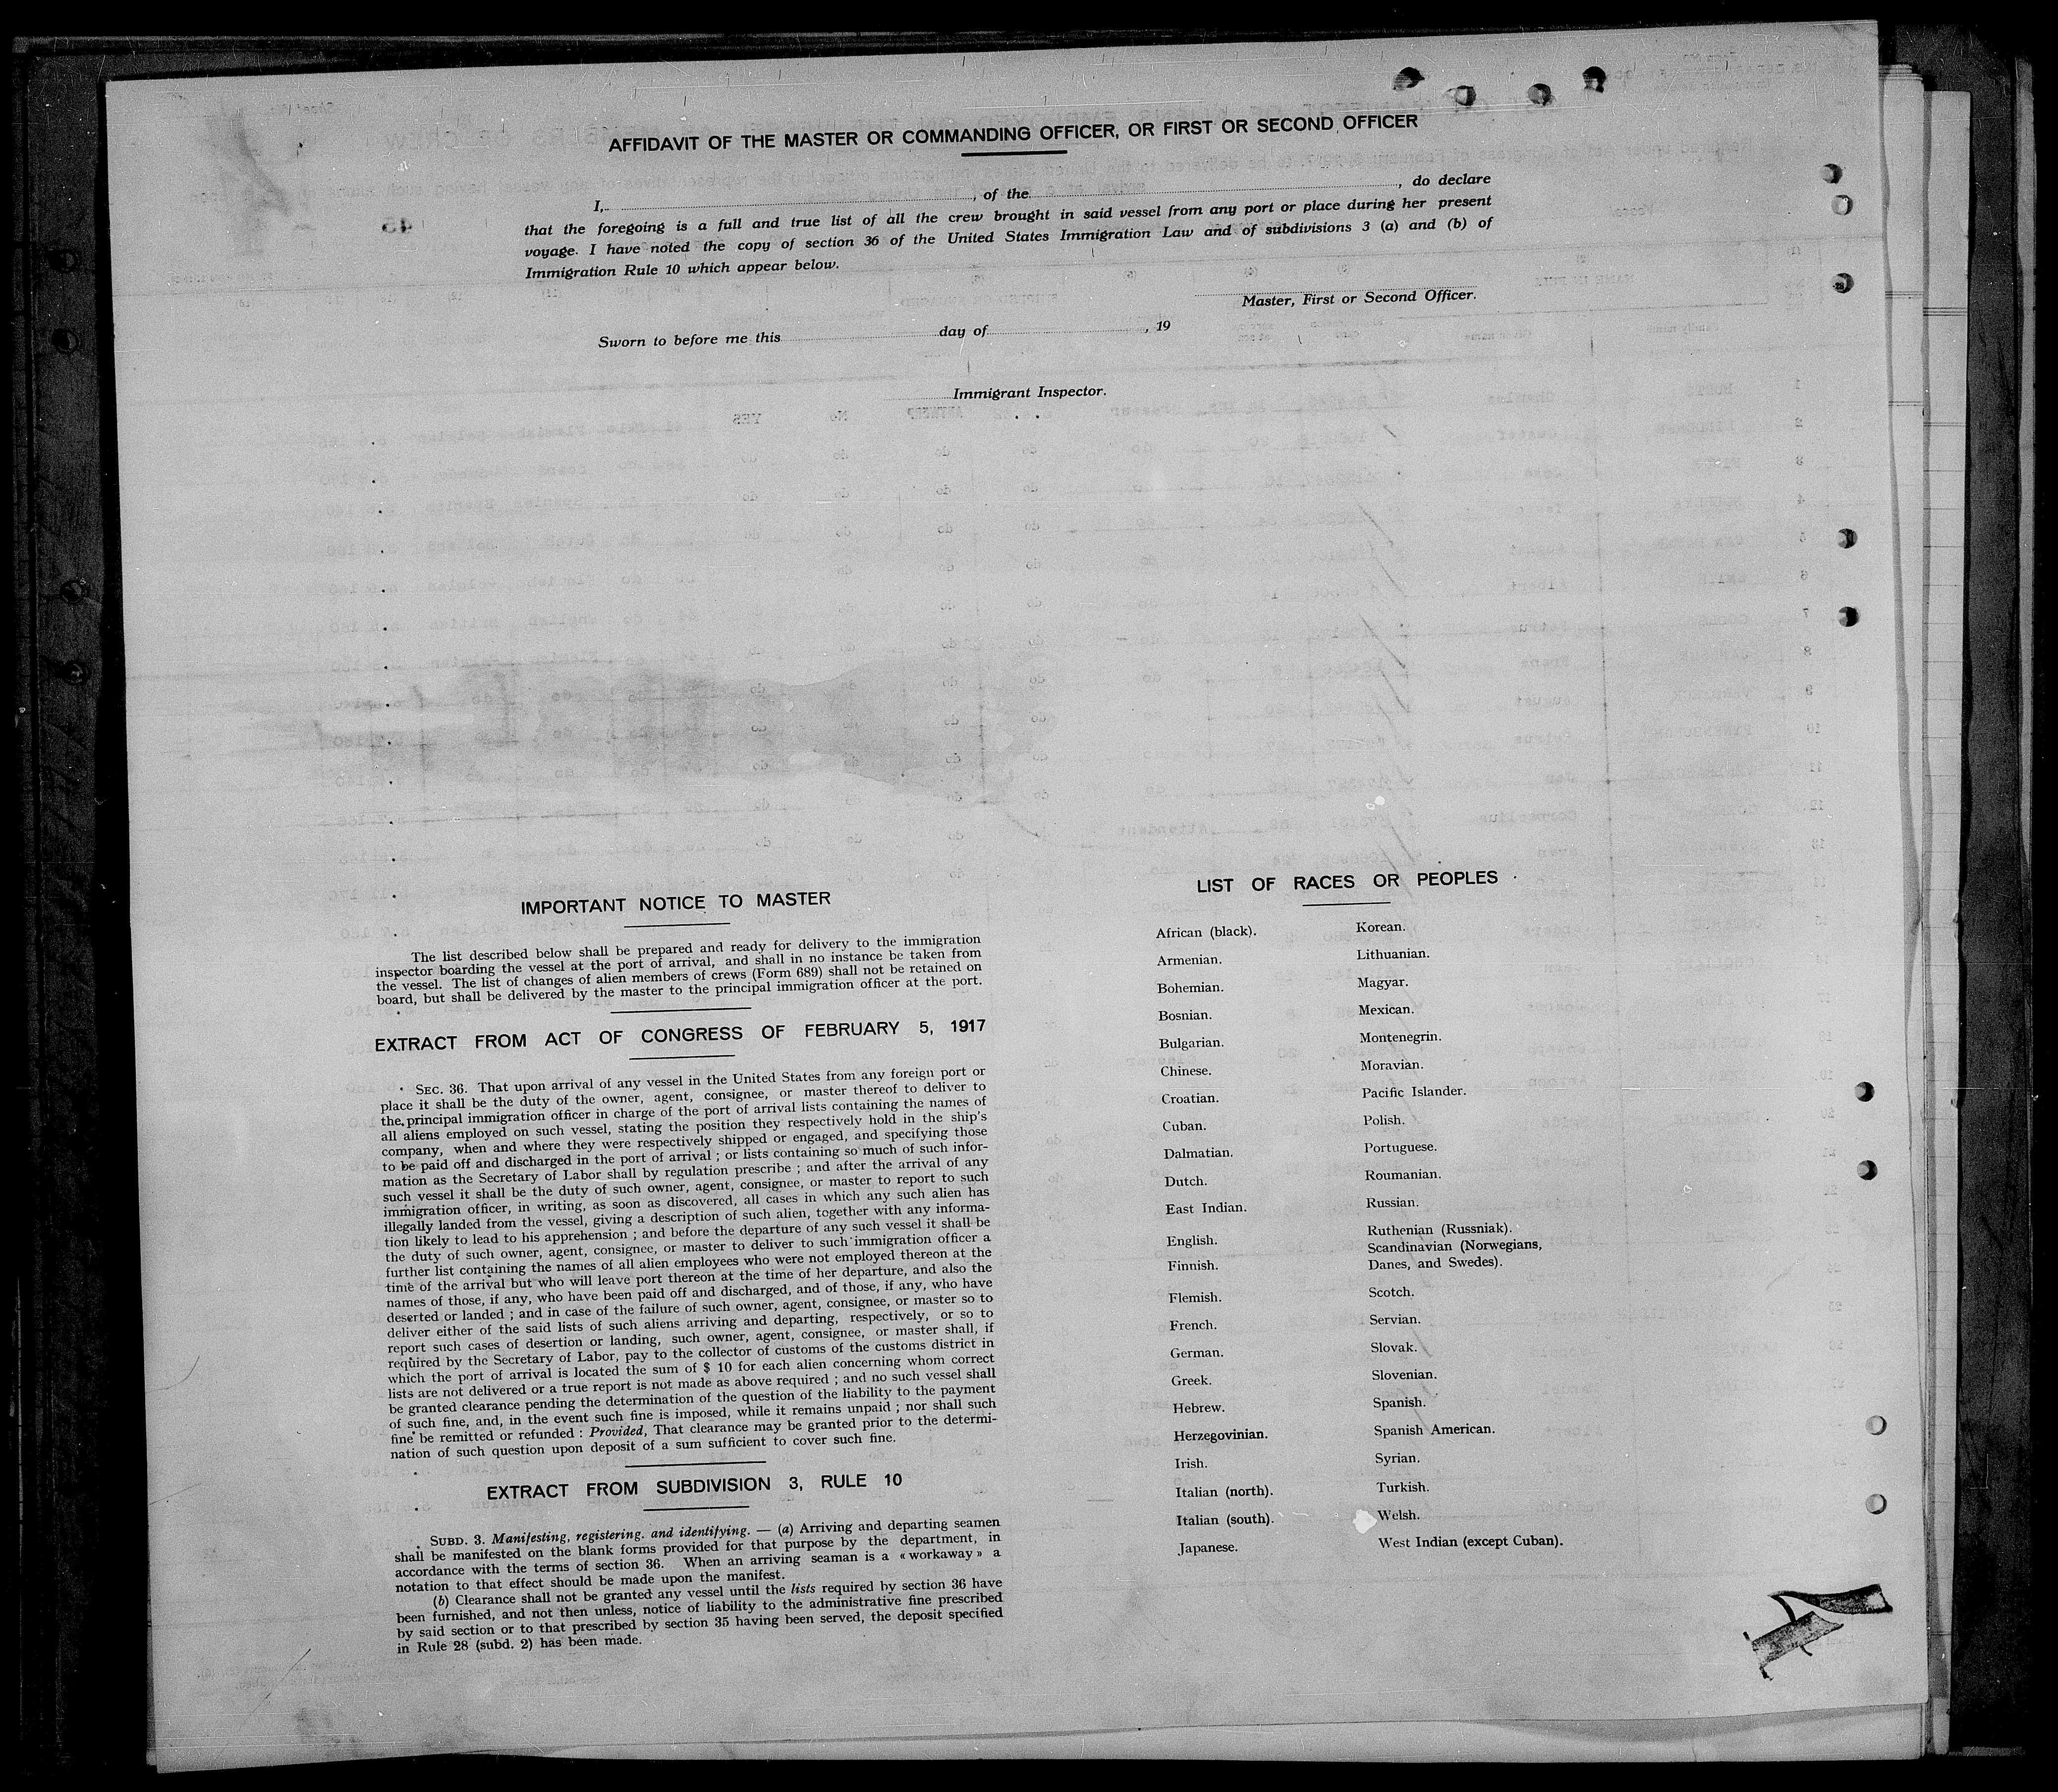 AFFIDAVIT OF THE MASTER OR COMMANDING OFFICER, OR FIRST OR SECOND OFFICER
I, , of the , do declare
that the foregoing is a full and true list of all the crew brought in said vessel from any port or place during her present
voyage. I have noted the copy of section 36 of the United States Immigration Law and of subdivisions 3 (a) and (b) of
Immigration Rule 10 which appear below.
Master, First or Second Officer.
Sworn to before me this day of , 19
Immigrant Inspector.
IMPORTANT NOTICE TO MASTER
The list described below shall be prepared and ready for delivery to the immigration
inspector boarding the vessel at the port of arrival, and shall in no instance be taken from
the vessel. The list of changes of alien members of crews (Form 689) shall not be retained on
board, but shall be delivered by the master to the principal immigration officer at the port.
EXTRACT FROM ACT OF CONGRESS OF FEBRUARY 5, 1917
SEC. 36. That upon arrival of any vessel in the United States from any foreign port or
place it shall be the duty of the owner, agent, consignee, or master thereof to deliver to
the principal immigration officer in charge of the port of arrival lists containing the names of
all aliens employed on such vessel, stating the position they respectively hold in the ship's
company, when and where they were respectively shipped or engaged, and specifying those
to be paid off and discharged in the port of arrival ; or lists containing so much of such infor-
mation as the Secretary of Labor shall by regulation prescribe ; and after the arrival of any
such vessel it shall be the duty of such owner, agent, consignee, or master to report to such
immigration officer, in writing, as soon as discovered, all cases in which any such alien has
illegally landed from the vessel, giving a description of such alien, together with any informa-
tion likely to lead to his apprehension ; and before the departure of any such vessel it shall be
the duty of such owner, agent, consignee, or master to deliver to such immigration officer a
further list containing the names of all alien employees who were not employed thereon at the
time of the arrival but who will leave port thereon at the time of her departure, and also the
names of those, if any, who have been paid off and discharged, and of those, if any, who have
deserted or landed ; and in case of the failure of such owner, agent, consignee, or master so to
deliver either of the said lists of such aliens arriving and departing, respectively, or so to
report such cases of desertion or landing, such owner, agent, consignee, or master shall, if
required by the Secretary of Labor, pay to the collector of customs of the customs district in
which the port of arrival is located the sum of $ 10 for each alien concerning whom correct
lists are not delivered or a true report is not made as above required ; and no such vessel shall
be granted clearance pending the determination of the question of the liability to the payment
of such fine, and, in the event such fine is imposed, while it remains unpaid ; nor shall such
fine be remitted or refunded : Provided, That clearance may be granted prior to the determi-
nation of such question upon deposit of a sum sufficient to cover such fine.
EXTRACT FROM SUBDIVISION 3, RULE 10
SUBD. 3. Manifesting, registering, and identifying. — (a) Arriving and departing seamen
shall be manifested on the blank forms provided for that purpose by the department, in
accordance with the terms of section 36. When an arriving seaman is a « workaway » a
notation to that effect should be made upon the manifest.
(b) Clearance shall not be granted any vessel until the lists required by section 36 have
been furnished, and not then unless, notice of liability to the administrative fine prescribed
by said section or to that prescribed by section 35 having been served, the deposit specified
in Rule 28 (subd. 2) has been made.
LIST OF RACES OR PEOPLES
African (black).
Armenian.
Bohemian.
Bosnian.
Bulgarian.
Chinese.
Croatian.
Cuban.
Dalmatian.
Dutch.
East Indian.
English.
Finnish.
Flemish.
French.
German.
Greek.
Hebrew.
Herzegovinian.
Irish.
Italian (north).
Italian (south).
Japanese.
Korean.
Lithuanian.
Magyar.
Mexican.
Montenegrin.
Moravian.
Pacific Islander.
Polish.
Portuguese.
Roumanian.
Russian.
Ruthenian (Russniak).
Scandinavian (Norwegians,
Danes, and Swedes).
Scotch.
Servian.
Slovak.
Slovenian.
Spanish.
Spanish American.
Syrian.
Turkish.
Welsh.
West Indian (except Cuban).